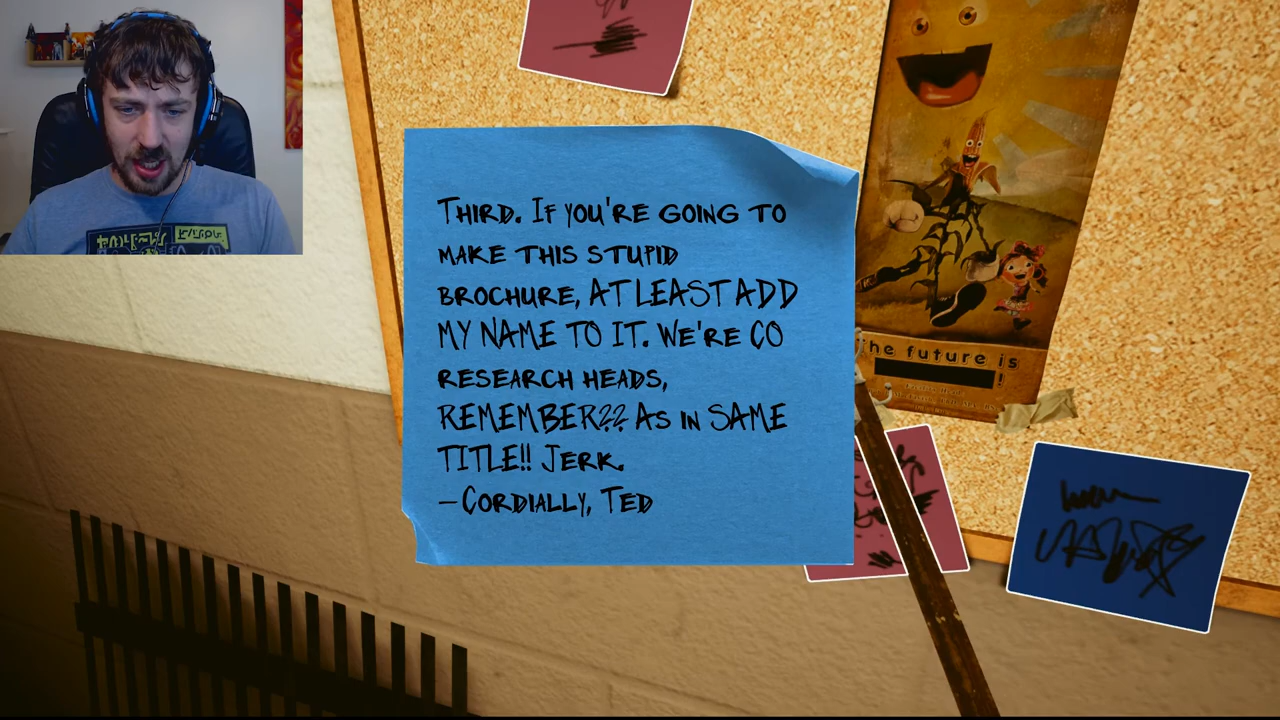 Third. If you're going to
make this stupid
brochure, AT LEAST ADD
MY NAME TO IT. We're CO
research heads,
REMEMBER?? As in SAME
TITLE!! Jerk.
–Cordially, Ted
The future is
!